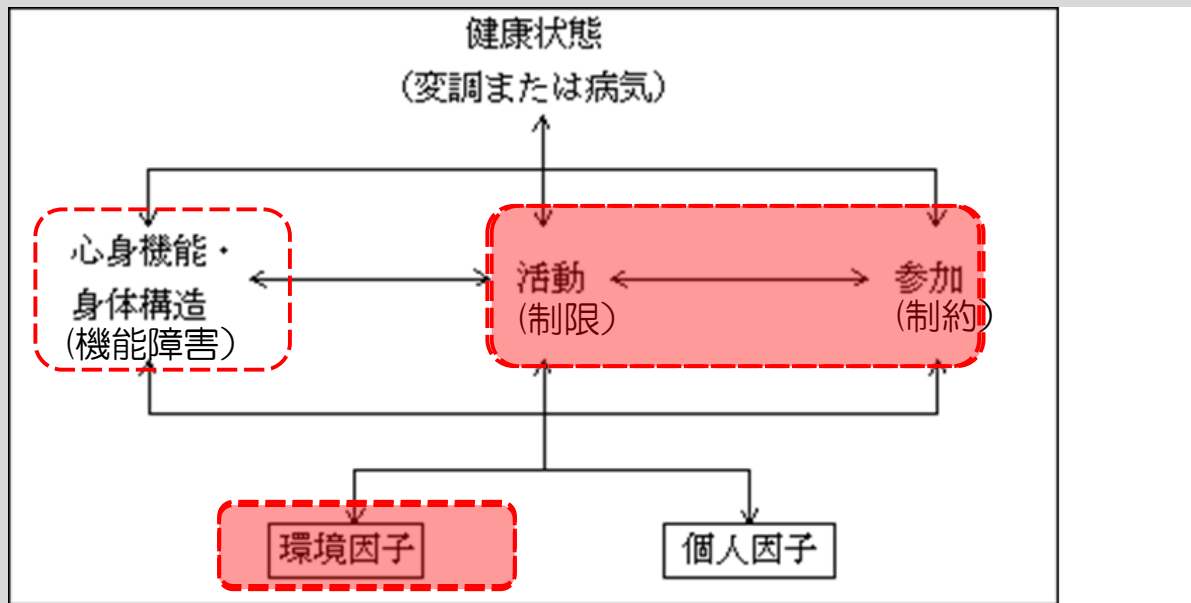 健康状態
（変調または病気）
心身機能・
身体構造
(機能障害）
活動
(制限）
参加
(制約）
環境因子
個人因子